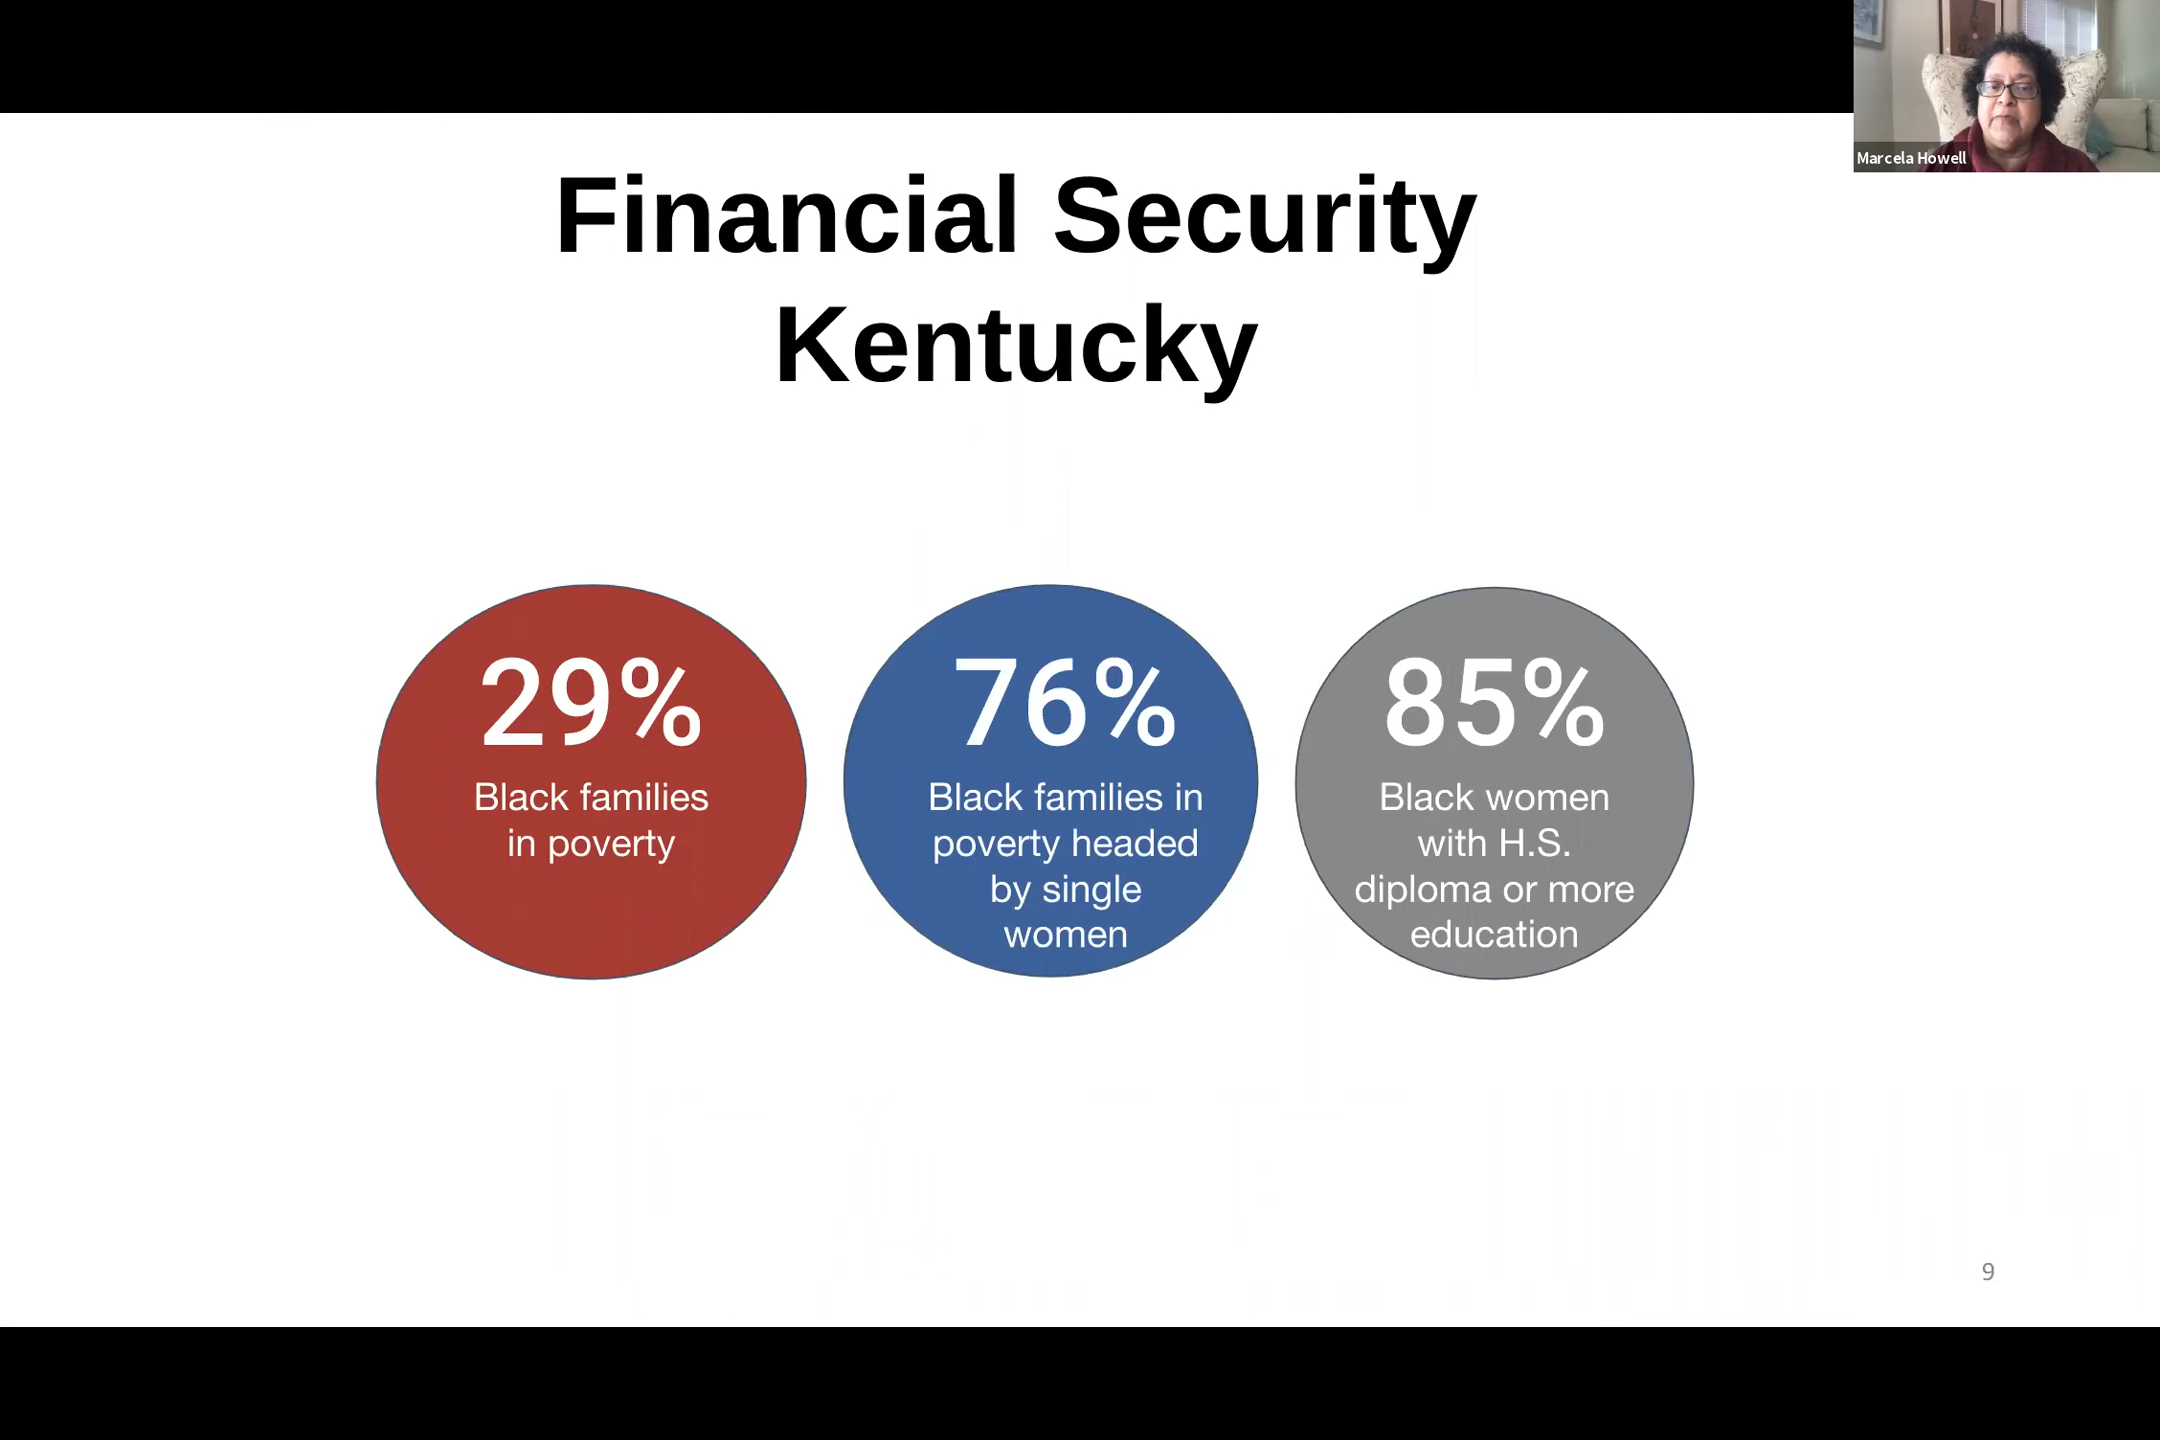 Marcela Howell
Financial Security
Kentucky
29%
Black families
in poverty
76%
Black families in
poverty headed
by single
women
85%
Black women
with H.S.
diploma or more
education
9